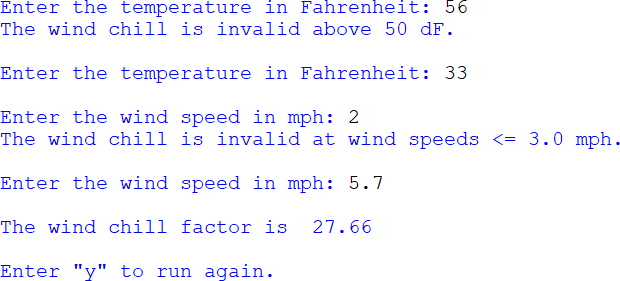 Enter the temperature in Fahrenheit: 56
The wind chill is invalid above 50 dF.
Enter the temperature in Fahrenheit: 33
Enter the wind speed in mph: 2
The wind chill is invalid at wind speeds <= 3.0 mph.
Enter the wind speed in mph: 5.7
The wind chill factor is  27.66
Enter "y" to run again.